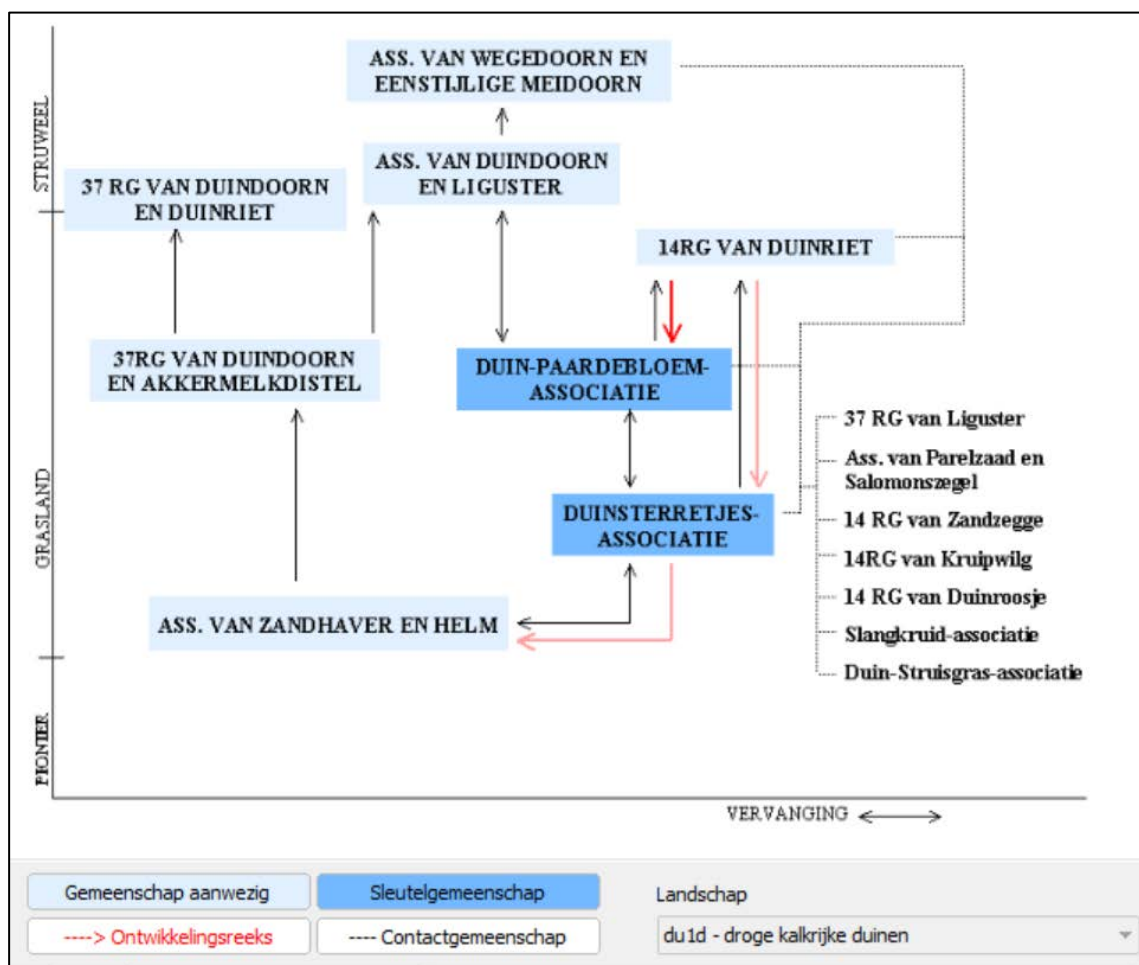 STRUWEEL
GRASLAND
PIONIER
ASS. VAN WEGEDOORN EN
EENSTIJLIGE MEIDOORN
ASS. VAN DUINDOORN
EN LIGUSTER
37 RG VAN DUINDOORN
EN DUINRIET
14RG VAN DUINRIET
37RG VAN DUINDOORN
EN AKKERMELKDISTEL
DUIN-PAARDEBLOEM-
ASSOCIATIE
DUINSTERRETJES-
ASSOCIATIE
ASS. VAN ZANDHAVER EN HELM
37 RG van Liguster
Ass. van Parelzaad en
Salomonszegel
14 RG van Zandzegge
14RG van Kruipwilg
14 RG van Duinroosje
Slangkruid-associatie
Duin-Struisgras-associatie
VERVANGING
Gemeenschap aanwezig
Sleutelgemeenschap
Landschap
----> Ontwikkelingsreeks
---- Contactgemeenschap
du1d - droge kalkrijke duinen